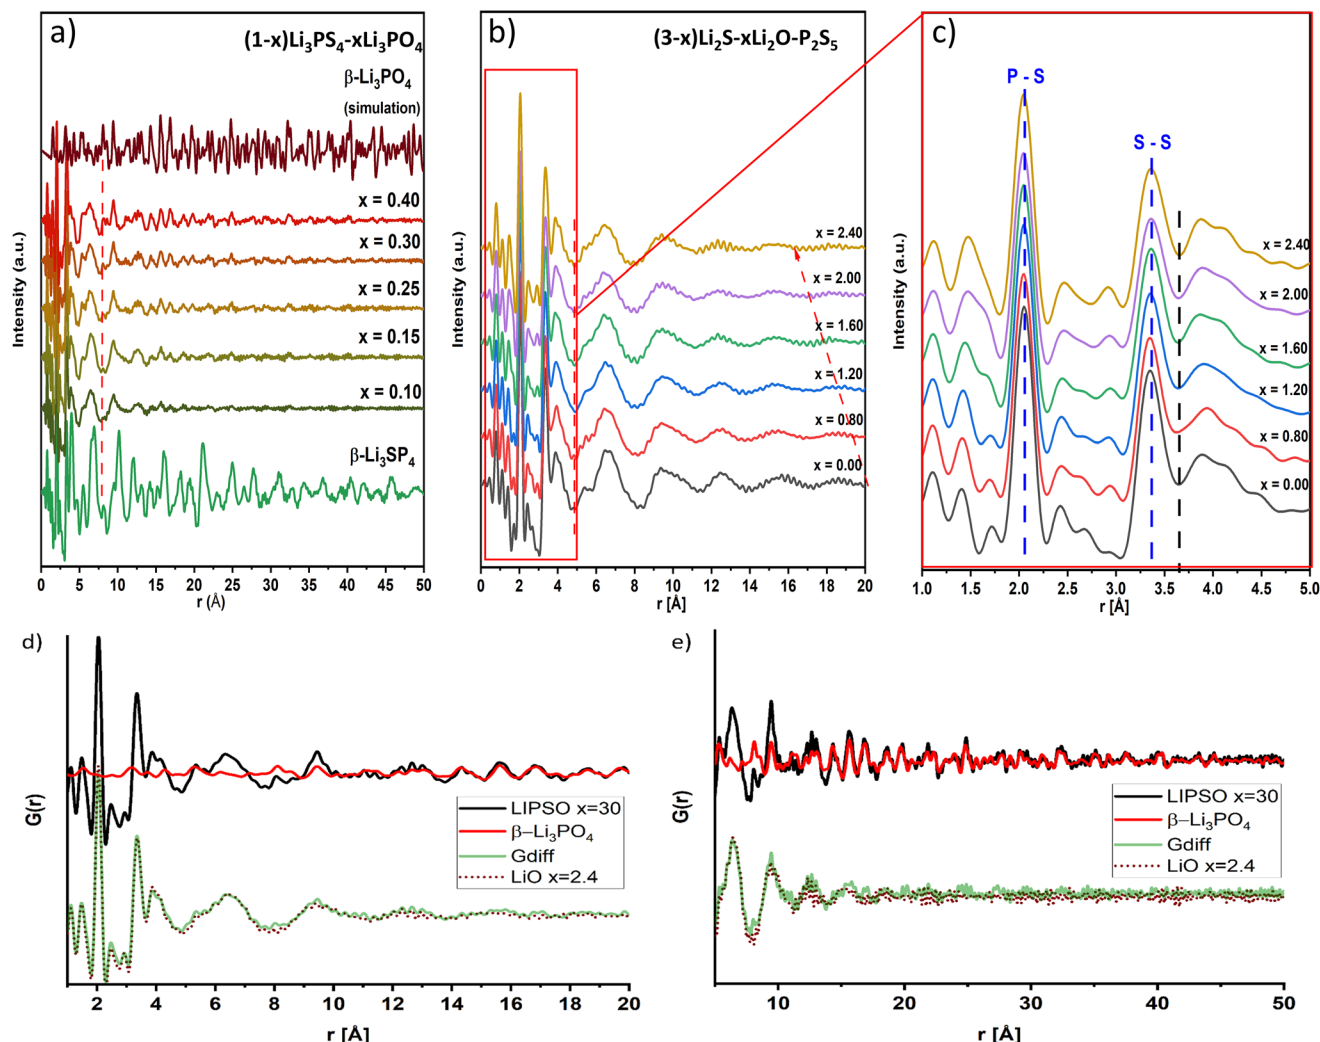 a)
(1-x)Li₃PS₄-xLi₃PO₄
β-Li₃PO₄
(simulation)
x = 0.40
x = 0.30
x = 0.25
x = 0.15
x = 0.10
β-Li₃SP₄
Intensity (a.u.)
0 5 10 15 20 25 30 35 40 45 50
r (Å)
b)
(3-x)Li₂S-xLi₂O-P₂S₅
x = 2.40
x = 2.00
x = 1.60
x = 1.20
x = 0.80
x = 0.00
Intensity (a.u.)
0 2 4 6 8 10 12 14 16 18 20
r [Å]
c)
P - S
S - S
x = 2.40
x = 2.00
x = 1.60
x = 1.20
x = 0.80
x = 0.00
Intensity (a.u.)
1.0 1.5 2.0 2.5 3.0 3.5 4.0 4.5 5.0
r [Å]
d)
G(r)
LIPSO x=30
β–Li₃PO₄
Gdiff
LiO x=2.4
2 4 6 8 10 12 14 16 18 20
r [Å]
e)
G(r)
LIPSO x=30
β–Li₃PO₄
Gdiff
LiO x=2.4
10 20 30 40 50
r [Å]